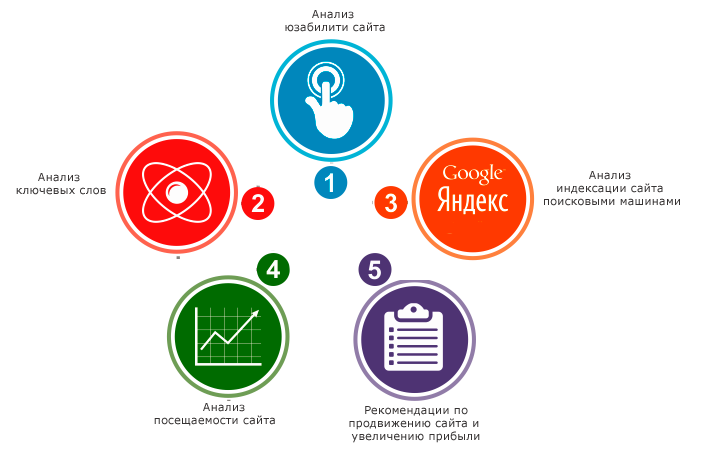 Анализ
юзабилити сайта
1
Анализ
ключевых слов
2
3
Google
Яндекс
Анализ
индексации сайта
поисковыми машинами
4
Анализ
посещаемости сайта
5
Рекомендации по
продвижению сайта и
увеличению прибыли